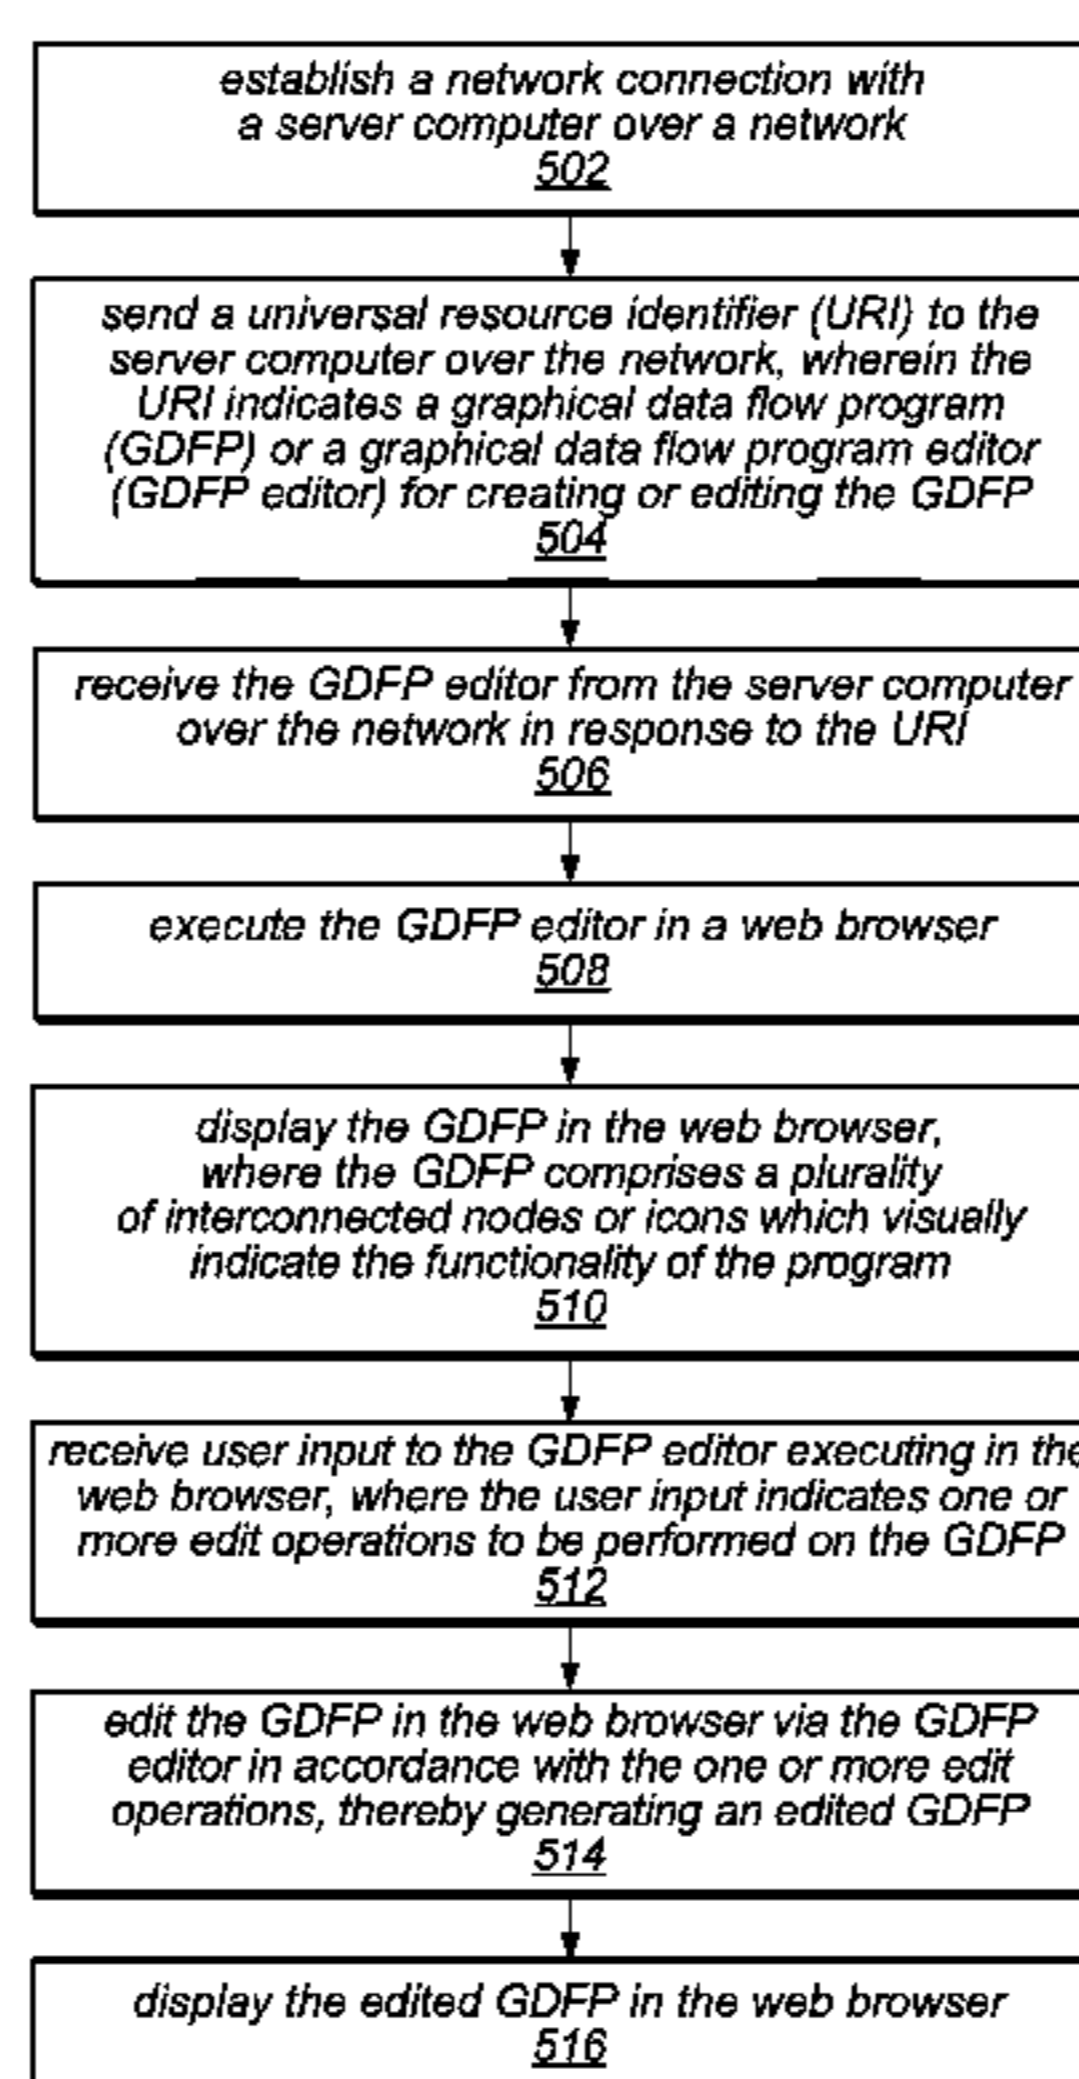 establish a network connection with
a server computer over a network
502
send a universal resource identifier (URI) to the
server computer over the network, wherein the
URI indicates a graphical data flow program
(GDFP) or a graphical data flow program editor
(GDFP editor) for creating or editing the GDFP
504
receive the GDFP editor from the server computer
over the network in response to the URI
506
execute the GDFP editor in a web browser
508
display the GDFP in the web browser,
where the GDFP comprises a plurality
of interconnected nodes or icons which visually
indicate the functionality of the program
510
receive user input to the GDFP editor executing in the
web browser, where the user input indicates one or
more edit operations to be performed on the GDFP
512
edit the GDFP in the web browser via the GDFP
editor in accordance with the one or more edit
operations, thereby generating an edited GDFP
514
display the edited GDFP in the web browser
516